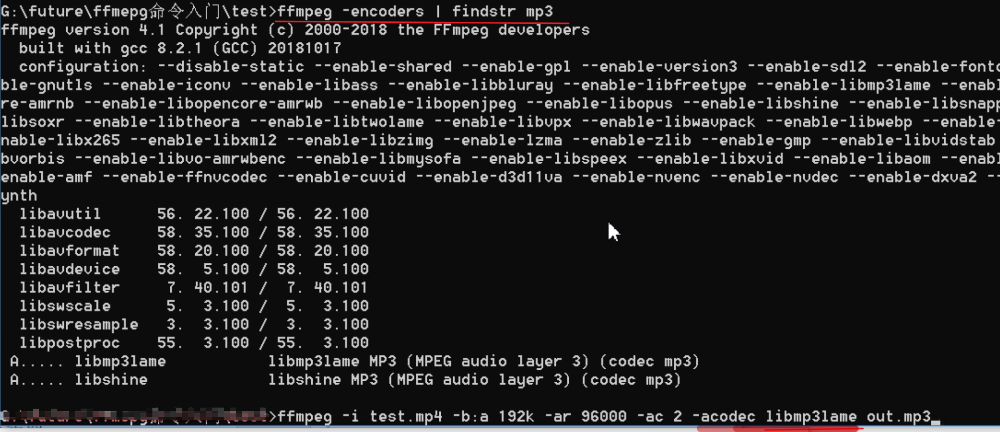 G:\future\ffmepg命令入门\test>ffmpeg -encoders | findstr mp3
ffmpeg version 4.1 Copyright (c) 2000-2018 the FFmpeg developers
  built with gcc 8.2.1 (GCC) 20181017
  configuration: --disable-static --enable-shared --enable-gpl --enable-version3 --enable-sdl2 --enable-fontc
ble-gnutls --enable-iconv --enable-libass --enable-libbluray --enable-libfreetype --enable-libmp3lame --enabl
re-amrnb --enable-libopencore-amrwb --enable-libopenjpeg --enable-libopus --enable-libshine --enable-libsnapp
libsoxr --enable-libtheora --enable-libtwolame --enable-libvpx --enable-libwavpack --enable-libwebp --enable-
nable-libx265 --enable-libxml2 --enable-libzimg --enable-lzma --enable-zlib --enable-gmp --enable-libvidstab
bvorbis --enable-libvo-amrwbenc --enable-libmysofa --enable-libspeex --enable-libxvid --enable-libaom --enabl
enable-amf --enable-ffnvcodec --enable-cuvid --enable-d3d11va --enable-nvenc --enable-nvdec --enable-dxva2 --
ynth
  libavutil      56. 22.100 / 56. 22.100
  libavcodec     58. 35.100 / 58. 35.100
  libavformat    58. 20.100 / 58. 20.100
  libavdevice    58.  5.100 / 58.  5.100
  libavfilter     7. 40.101 /  7. 40.101
  libswscale      5.  3.100 /  5.  3.100
  libswresample   3.  3.100 /  3.  3.100
  libpostproc    55.  3.100 / 55.  3.100
 A..... libmp3lame           libmp3lame MP3 (MPEG audio layer 3) (codec mp3)
 A..... libshine             libshine MP3 (MPEG audio layer 3) (codec mp3)
>ffmpeg -i test.mp4 -b:a 192k -ar 96000 -ac 2 -acodec libmp3lame out.mp3_